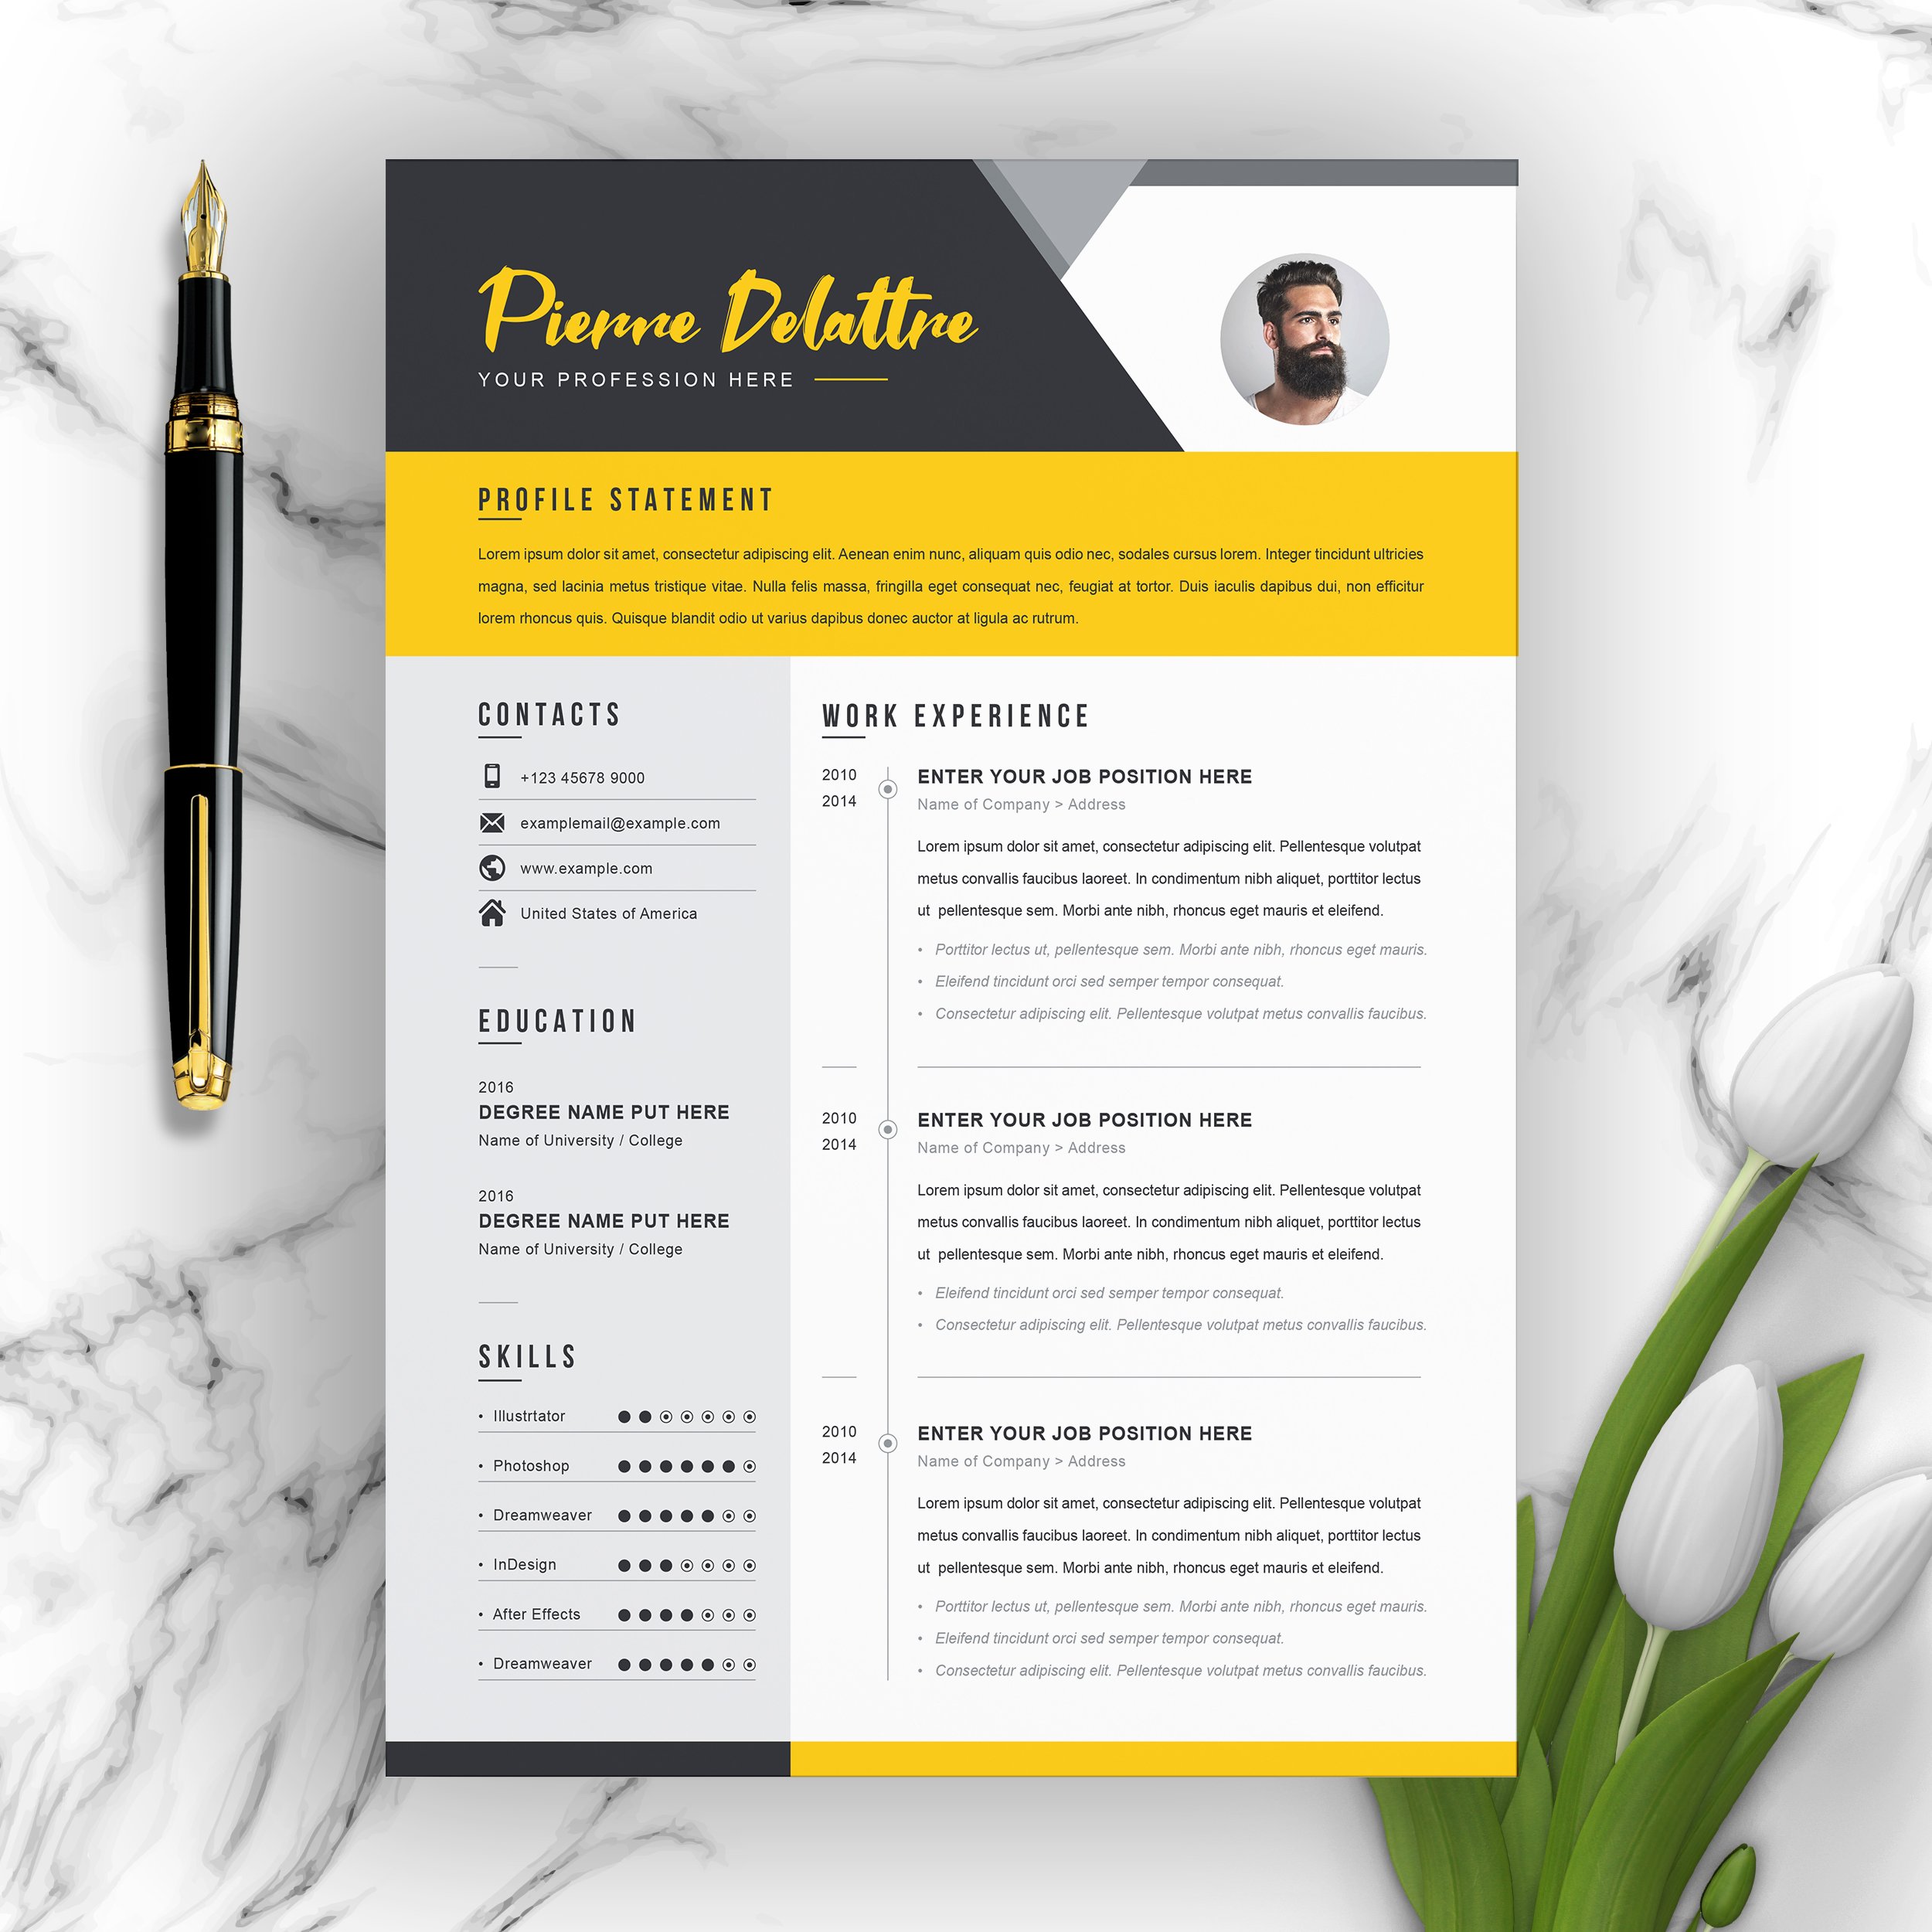 Pierre Delattre
YOUR PROFESSION HERE
PROFILE STATEMENT
Lorem ipsum dolor sit amet, consectetur adipiscing elit. Aenean enim nunc, aliquam quis odio nec, sodales cursus lorem. Integer tincidunt ultricies
magna, sed lacinia metus tristique vitae. Nulla felis massa, fringilla eget consequat nec, feugiat at tortor. Duis iaculis dapibus dui, non efficitur
lorem rhoncus quis. Quisque blandit odio ut varius dapibus donec auctor at ligula ac rutrum.
CONTACTS
+123 45678 9000
examplemail@example.com
www.example.com
United States of America
EDUCATION
2016
DEGREE NAME PUT HERE
Name of University / College
2016
DEGREE NAME PUT HERE
Name of University / College
SKILLS
• Illustrtator
• Photoshop
• Dreamweaver
• InDesign
• After Effects
• Dreamweaver
WORK EXPERIENCE
2010
2014
ENTER YOUR JOB POSITION HERE
Name of Company > Address
Lorem ipsum dolor sit amet, consectetur adipiscing elit. Pellentesque volutpat
metus convallis faucibus laoreet. In condimentum nibh aliquet, porttitor lectus
ut pellentesque sem. Morbi ante nibh, rhoncus eget mauris et eleifend.
• Porttitor lectus ut, pellentesque sem. Morbi ante nibh, rhoncus eget mauris.
• Eleifend tincidunt orci sed semper tempor consequat.
• Consectetur adipiscing elit. Pellentesque volutpat metus convallis faucibus.
2010
2014
ENTER YOUR JOB POSITION HERE
Name of Company > Address
Lorem ipsum dolor sit amet, consectetur adipiscing elit. Pellentesque volutpat
metus convallis faucibus laoreet. In condimentum nibh aliquet, porttitor lectus
ut pellentesque sem. Morbi ante nibh, rhoncus eget mauris et eleifend.
• Eleifend tincidunt orci sed semper tempor consequat.
• Consectetur adipiscing elit. Pellentesque volutpat metus convallis faucibus.
2010
2014
ENTER YOUR JOB POSITION HERE
Name of Company > Address
Lorem ipsum dolor sit amet, consectetur adipiscing elit. Pellentesque volutpat
metus convallis faucibus laoreet. In condimentum nibh aliquet, porttitor lectus
ut pellentesque sem. Morbi ante nibh, rhoncus eget mauris et eleifend.
• Porttitor lectus ut, pellentesque sem. Morbi ante nibh, rhoncus eget mauris.
• Eleifend tincidunt orci sed semper tempor consequat.
• Consectetur adipiscing elit. Pellentesque volutpat metus convallis faucibus.